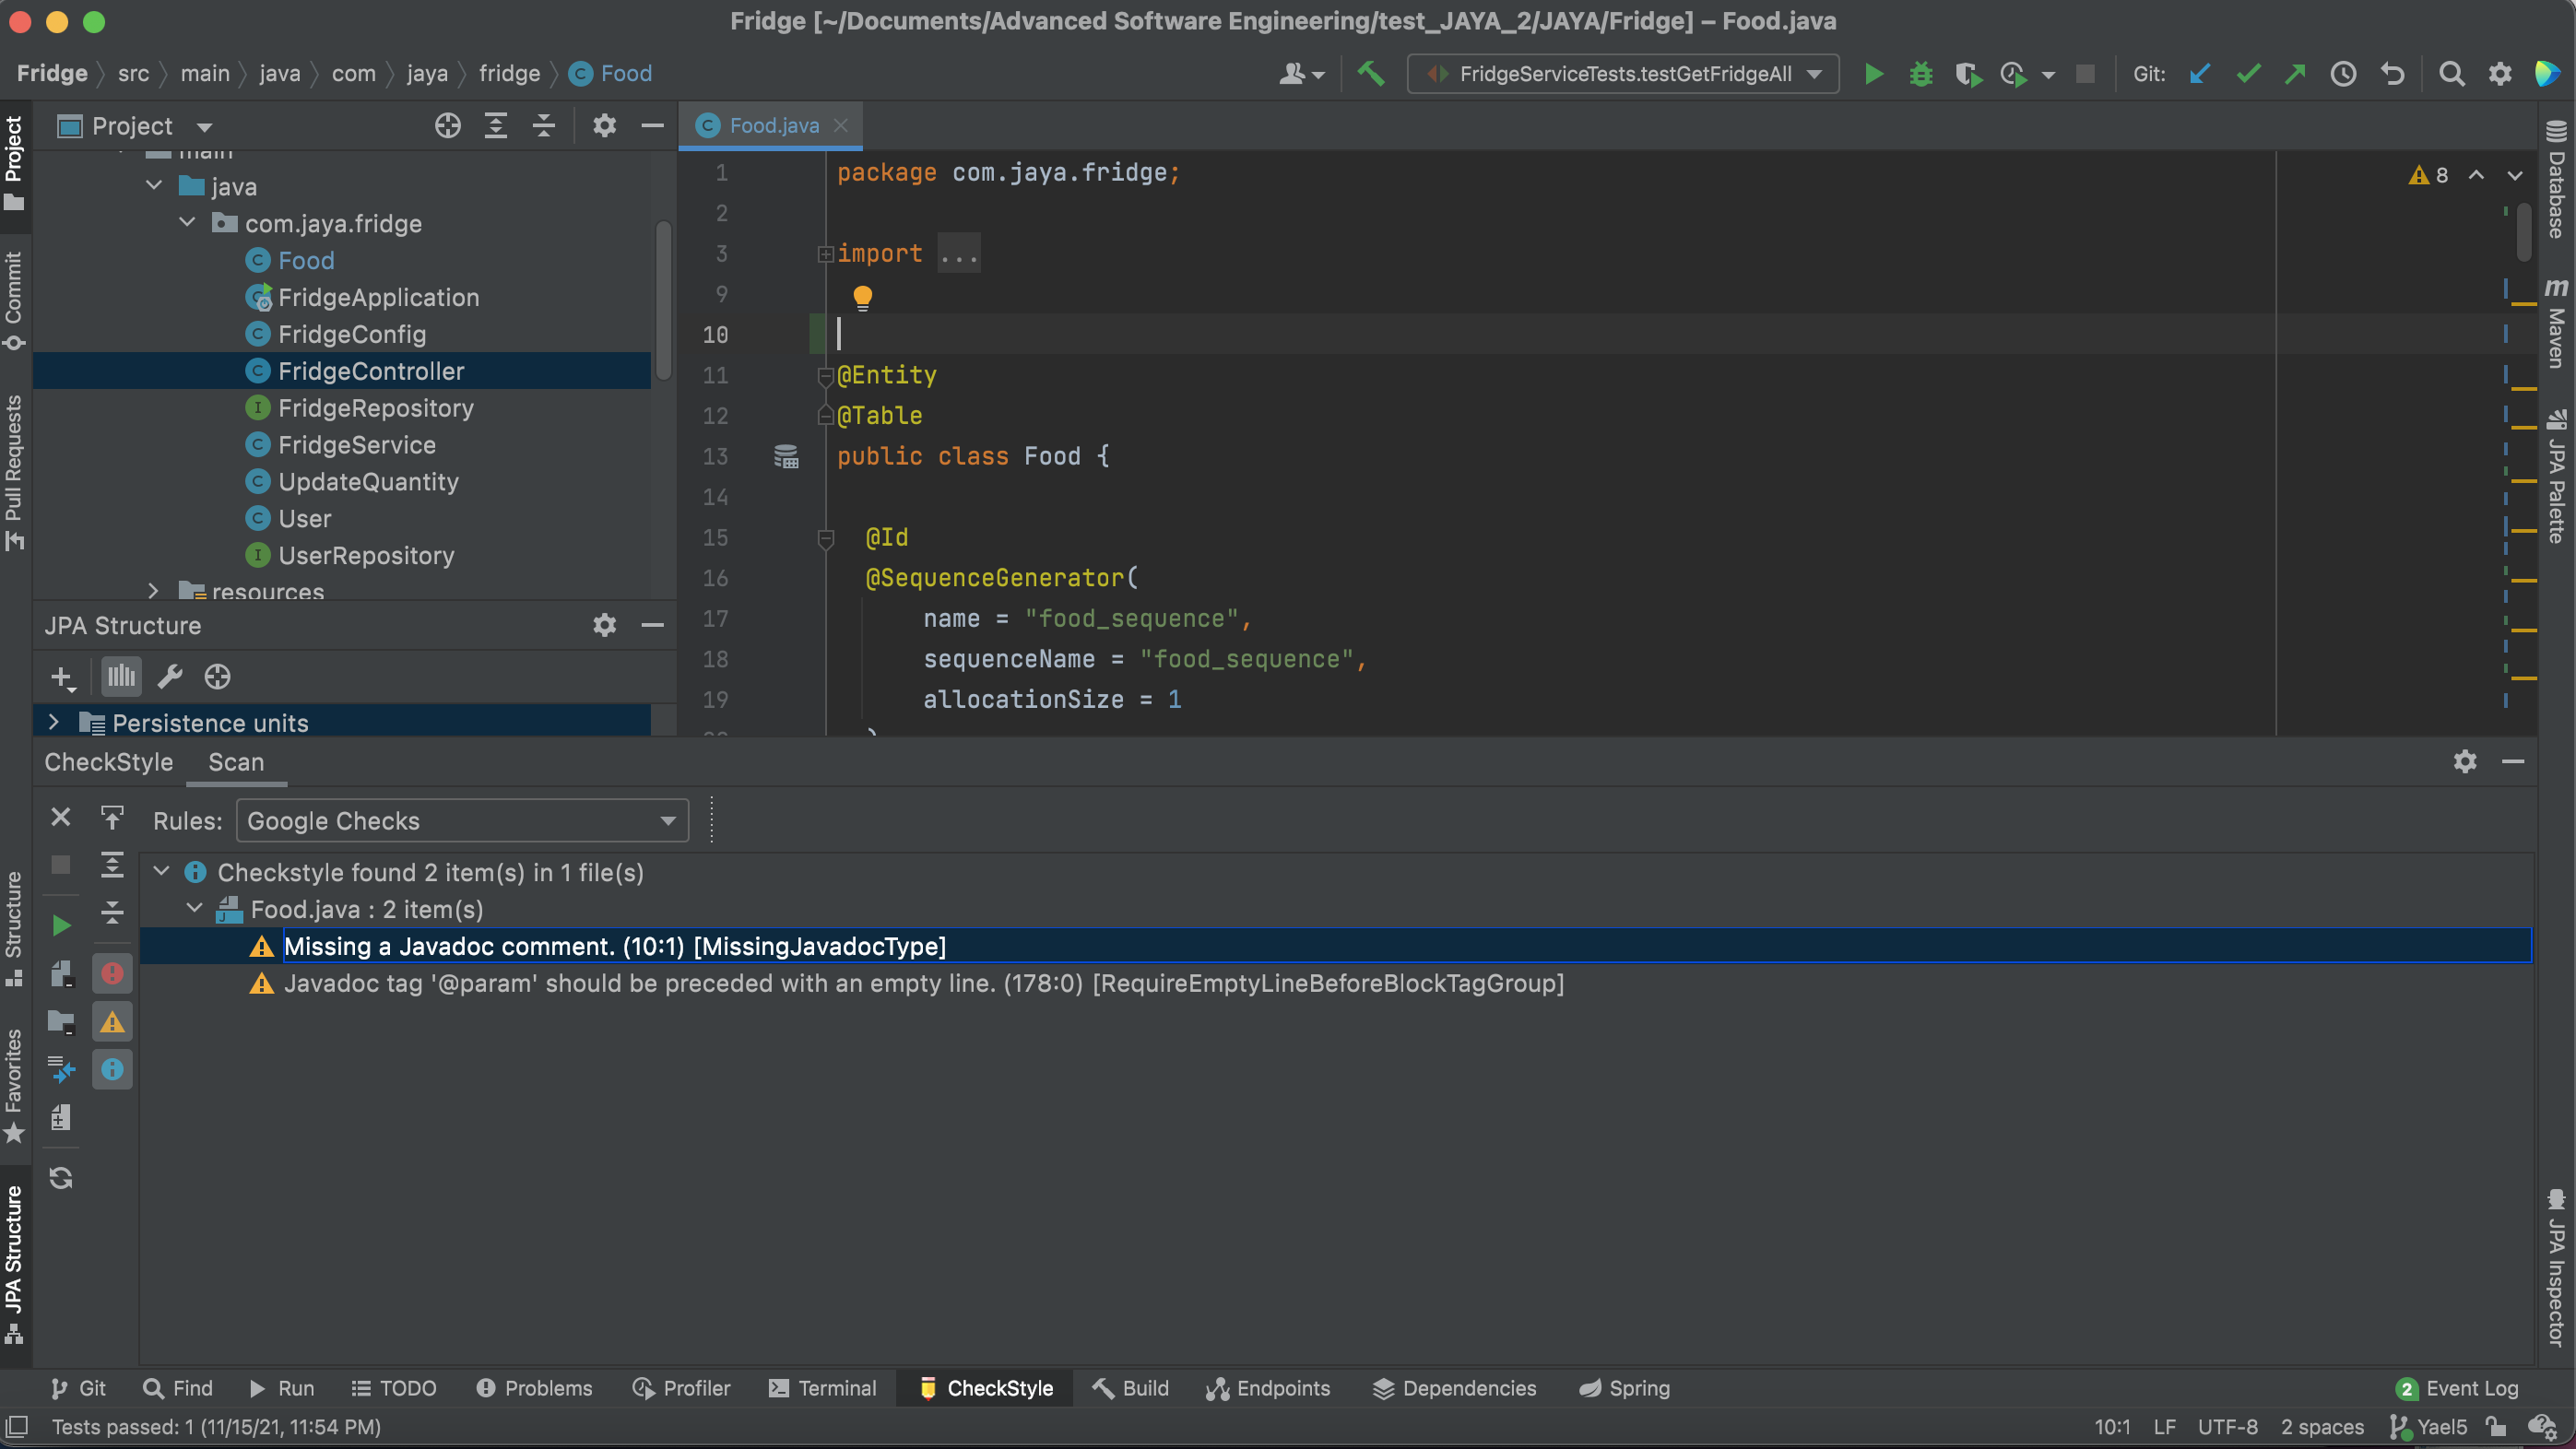 Fridge [~/Documents/Advanced Software Engineering/test_JAYA_2/JAYA/Fridge] – Food.java
Fridge src main java com jaya fridge Food
FridgeServiceTests.testGetFridgeAll
Git:
Project
Commit
Pull Requests
Structure
Favorites
JPA Structure
Project
main
java
com.jaya.fridge
Food
FridgeApplication
FridgeConfig
FridgeController
FridgeRepository
FridgeService
UpdateQuantity
User
UserRepository
resources
JPA Structure
Persistence units
Food.java
8
1 package com.jaya.fridge;
2
3 import ...
9
10
11 @Entity
12 @Table
13 public class Food {
14
15 @Id
16 @SequenceGenerator(
17 name = "food_sequence",
18 sequenceName = "food_sequence",
19 allocationSize = 1
Database
Maven
JPA Palette
JPA Inspector
CheckStyle Scan
Rules: Google Checks
Checkstyle found 2 item(s) in 1 file(s)
Food.java : 2 item(s)
Missing a Javadoc comment. (10:1) [MissingJavadocType]
Javadoc tag '@param' should be preceded with an empty line. (178:0) [RequireEmptyLineBeforeBlockTagGroup]
Git Find Run TODO Problems Profiler Terminal CheckStyle Build Endpoints Dependencies Spring 2 Event Log
Tests passed: 1 (11/15/21, 11:54 PM) 10:1 LF UTF-8 2 spaces Yael5